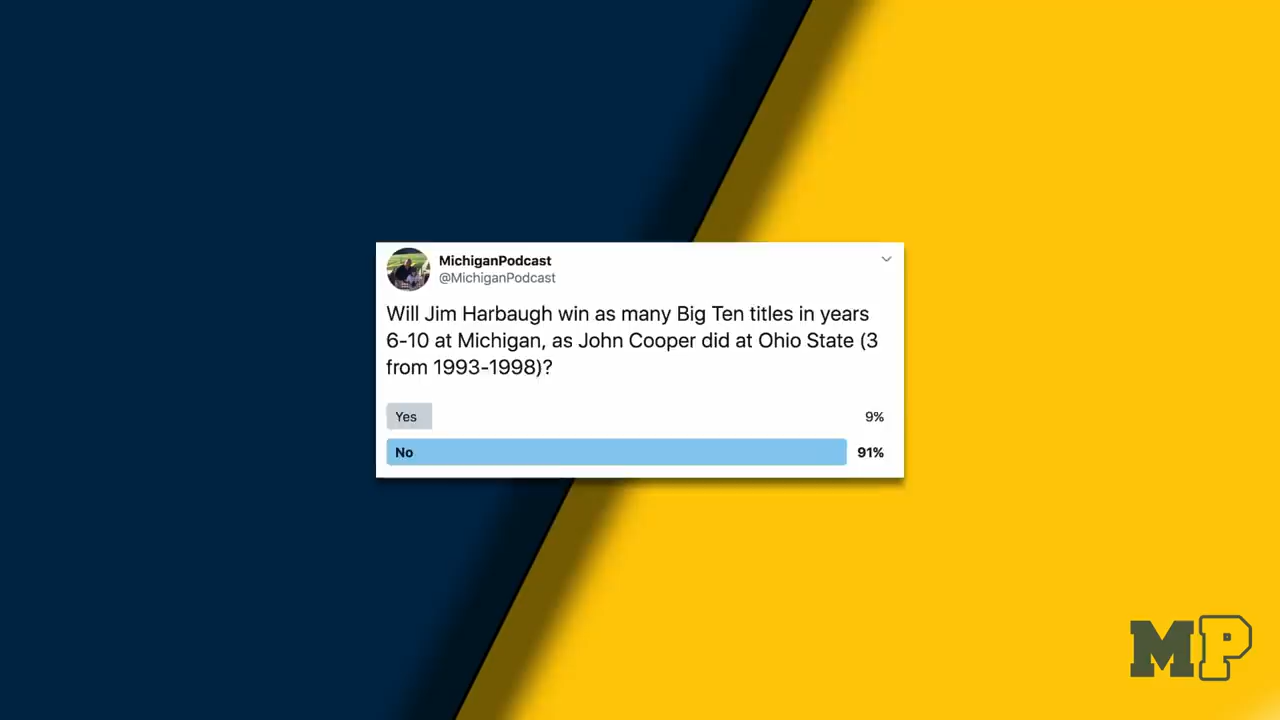 MichiganPodcast
@MichiganPodcast
Will Jim Harbaugh win as many Big Ten titles in years
6-10 at Michigan, as John Cooper did at Ohio State (3
from 1993-1998)?
Yes 9%
No 91%
MP